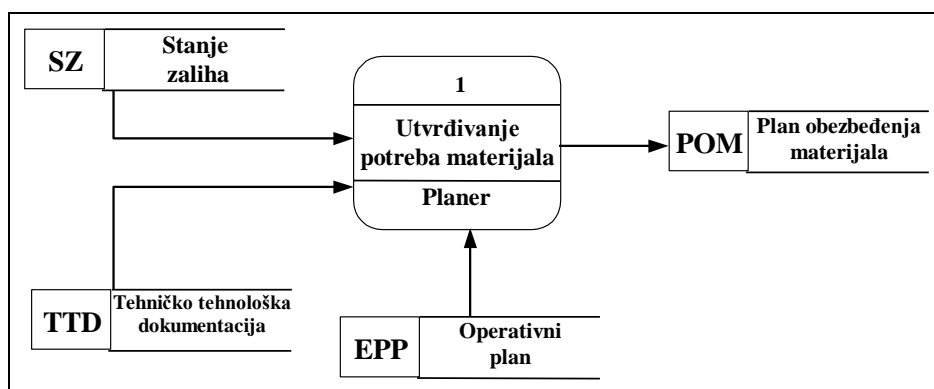 SZ
Stanje
zaliha
1
Utvrđivanje
potreba materijala
Planer
POM
Plan obezbeđenja
materijala
TTD
Tehničko tehnološka
dokumentacija
EPP
Operativni
plan